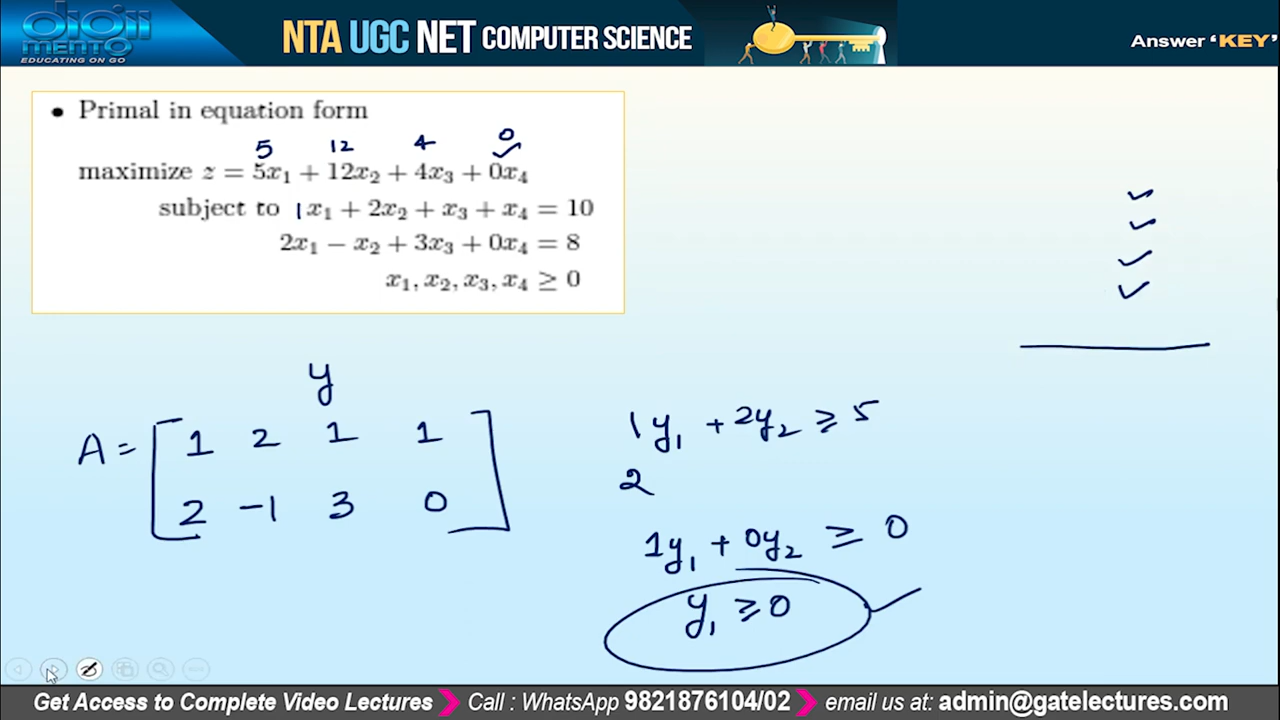 digii
MENTO
EDUCATING ON GO
NTA UGC NET COMPUTER SCIENCE
Answer ‘KEY’
• Primal in equation form
5 12 4 0
maximize z = 5x₁ + 12x₂ + 4x₃ + 0x₄
subject to 1x₁ + 2x₂ + x₃ + x₄ = 10
2x₁ − x₂ + 3x₃ + 0x₄ = 8
x₁, x₂, x₃, x₄ ≥ 0
y
A = [ 1 2 1 1
2 -1 3 0 ]
1y₁ + 2y₂ ≥ 5
2
1y₁ + 0y₂ ≥ 0
y₁ ≥ 0
Get Access to Complete Video Lectures Call : WhatsApp 9821876104/02 email us at: admin@gatelectures.com